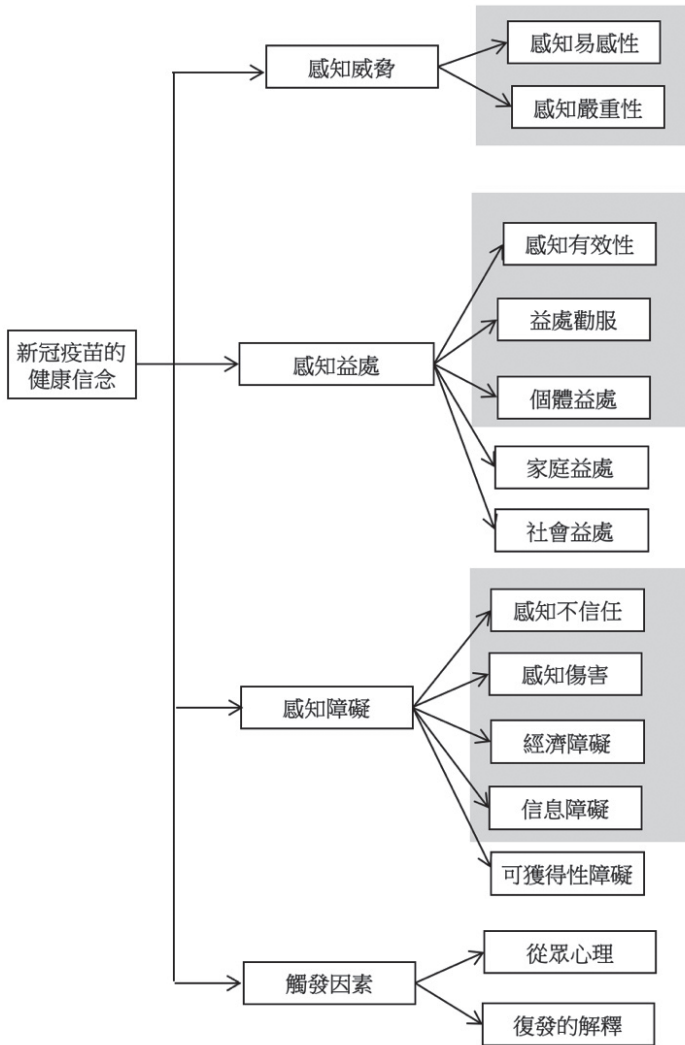 感知威脅
感知易感性
感知嚴重性
感知有效性
益處勸服
新冠疫苗的
健康信念
感知益處
個體益處
家庭益處
社會益處
感知不信任
感知傷害
感知障礙
經濟障礙
信息障礙
可獲得性障礙
從眾心理
觸發因素
復發的解釋